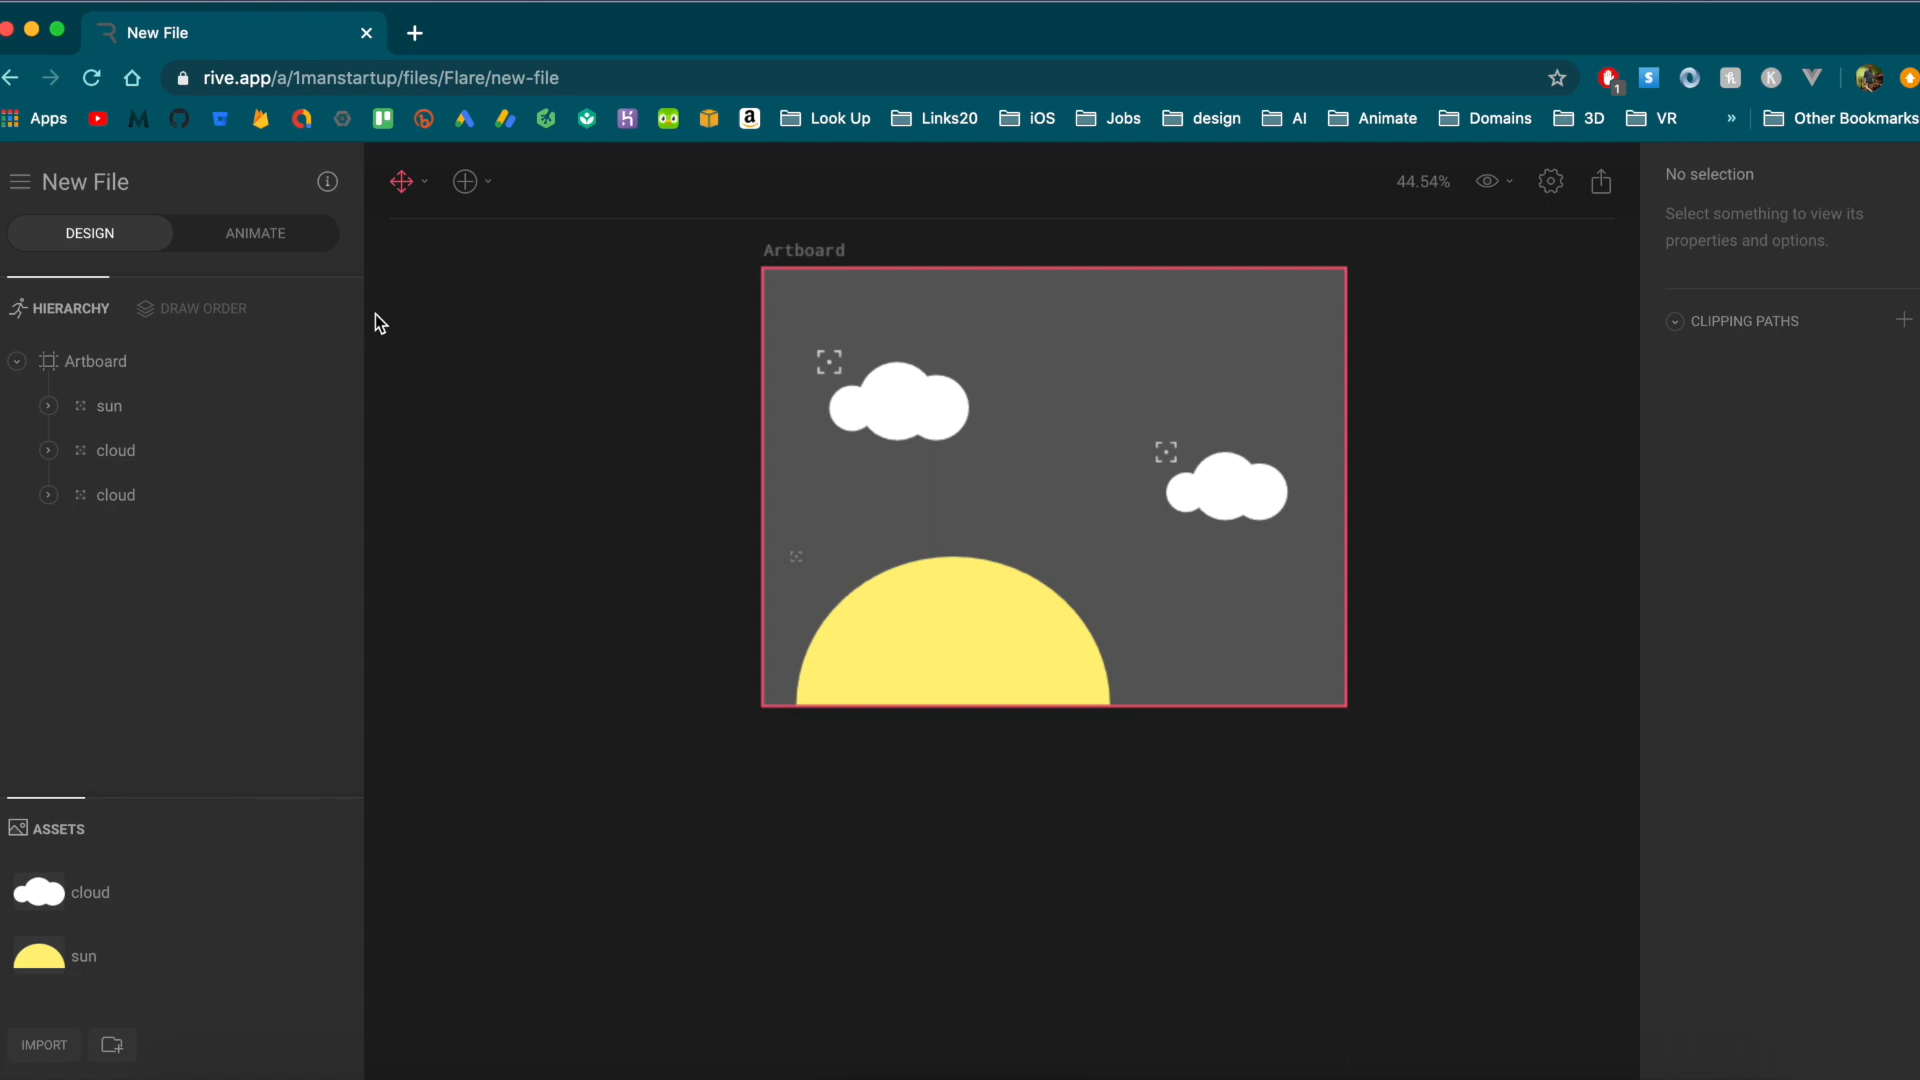 New File
rive.app/a/1manstartup/files/Flare/new-file
1
Apps
Look Up
Links20
iOS
Jobs
design
AI
Animate
Domains
3D
VR
»
Other Bookmarks
New File
DESIGN
ANIMATE
HIERARCHY
DRAW ORDER
Artboard
sun
cloud
cloud
ASSETS
cloud
sun
IMPORT
44.54%
Artboard
No selection
Select something to view its
properties and options.
CLIPPING PATHS